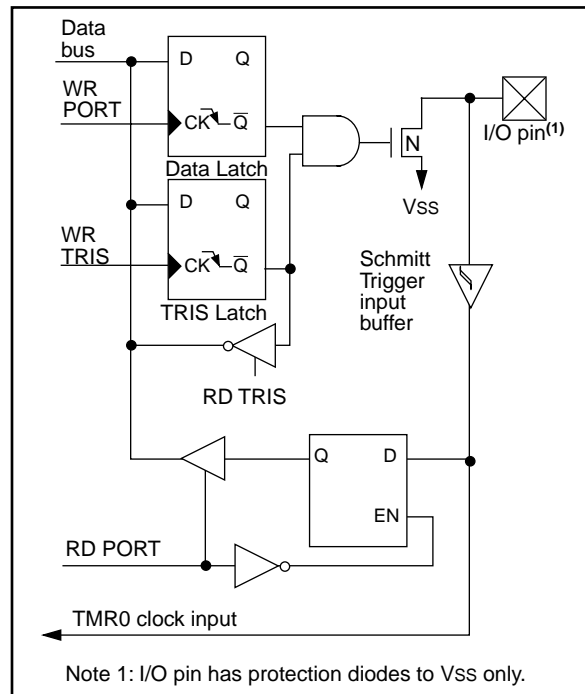 Data
bus
D Q
WR
PORT
CK Q
Data Latch
N
I/O pin(1)
VSS
D Q
WR
TRIS
CK Q
TRIS Latch
Schmitt
Trigger
input
buffer
RD TRIS
Q D
EN
RD PORT
TMR0 clock input
Note 1: I/O pin has protection diodes to VSS only.